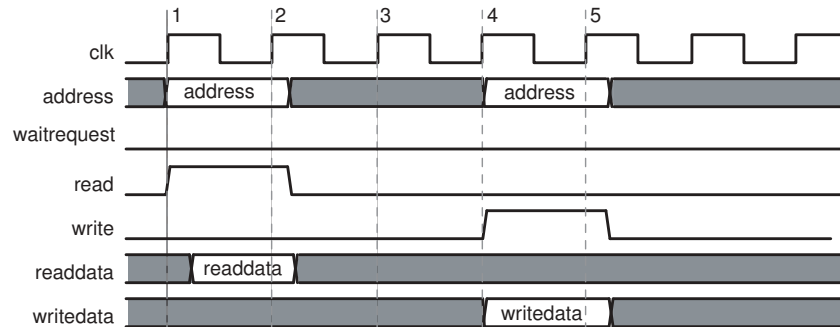 1 2 3 4 5
clk
address address address
waitrequest
read
write
readdata readdata
writedata writedata